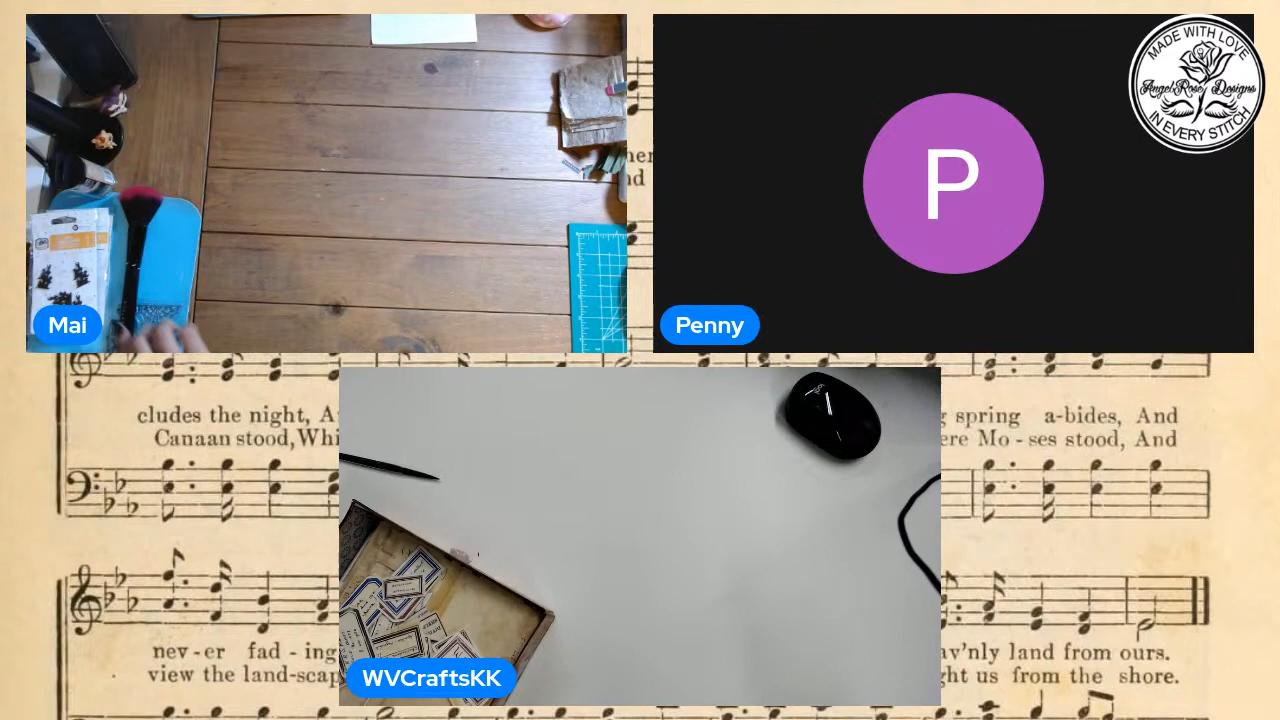 MADE WITH LOVE
AngelRose Designs
IN EVERY STITCH
P
Mai
Penny
cludes the night, A
g spring a-bides, And
Canaan stood, Whi
ere Mo - ses stood, And
nev - er fad - ing
av'nly land from ours.
view the land-scap
ght us from the shore.
WVCraftsKK